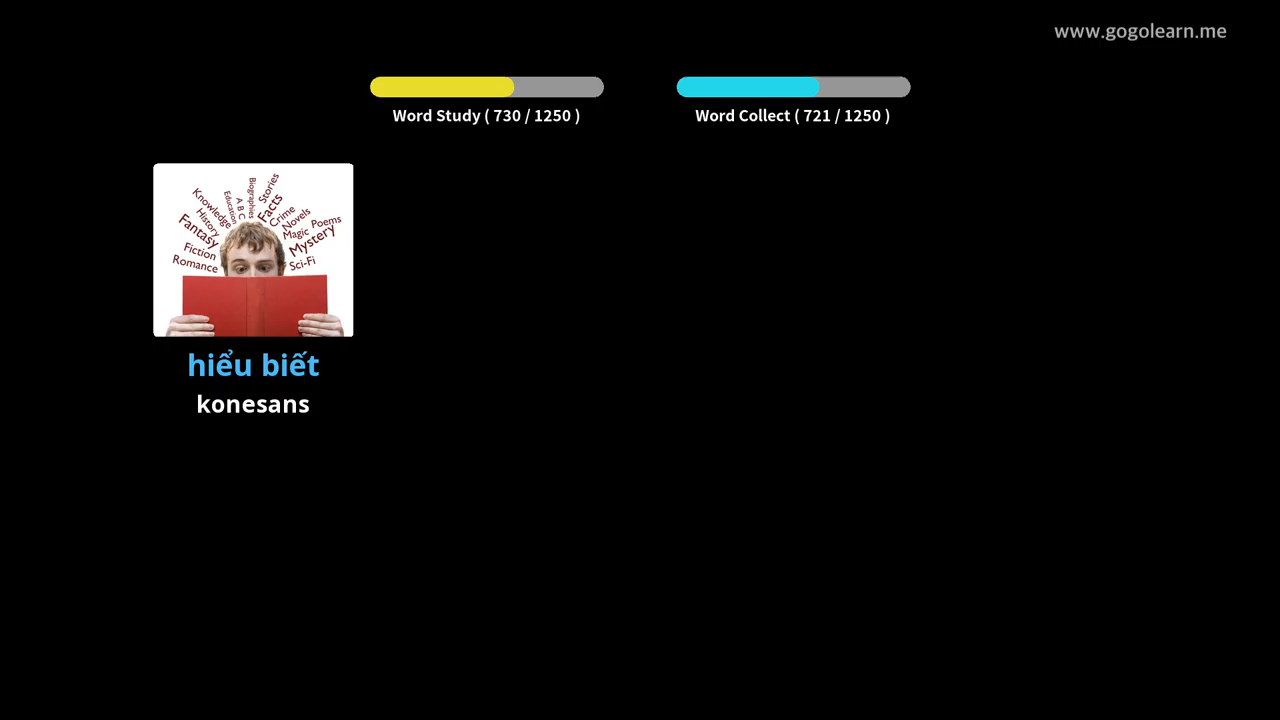 www.gogolearn.me
Word Study ( 730 / 1250 )
Word Collect ( 721 / 1250 )
Knowledge
History
Fantasy
Fiction
Romance
Education
A B C
Biographies
Stories
Facts
Crime
Novels
Magic
Poems
Mystery
Sci-Fi
hiểu biết
konesans